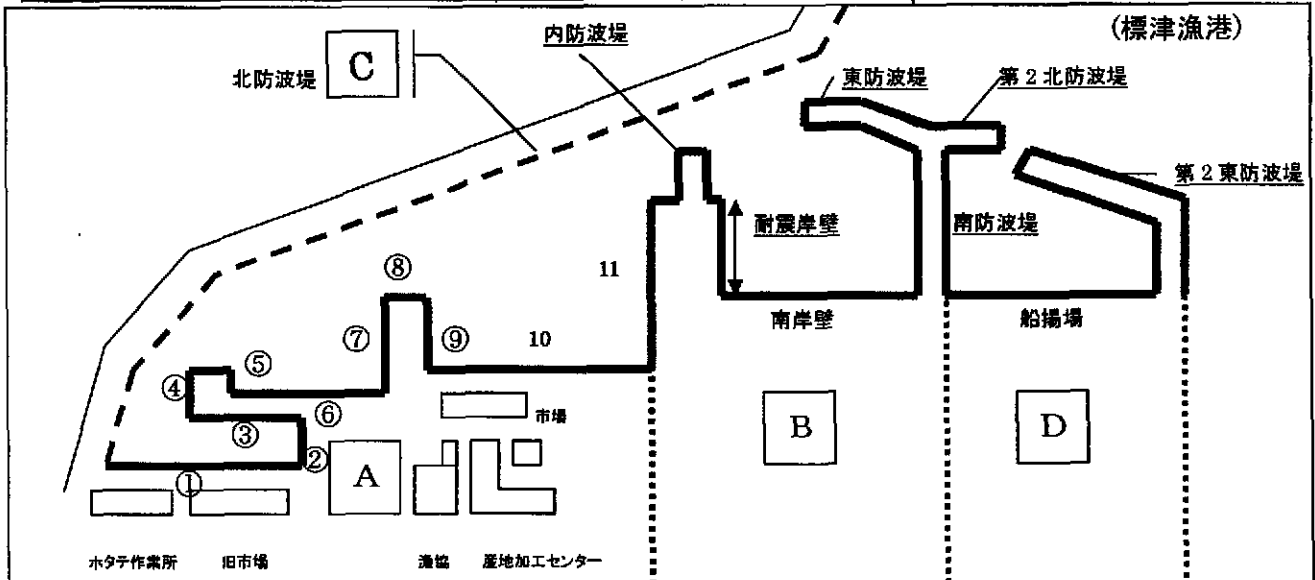 (標津漁港)
内防波堤
北防波堤
C
東防波堤
第2北防波堤
第2東防波堤
耐震岸壁
南防波堤
11
⑧
南岸壁
船揚場
⑦
⑨
10
⑤
④
⑥
市場
③
②
①
A
B
D
ホタテ作業所
旧市場
漁協
産地加工センター